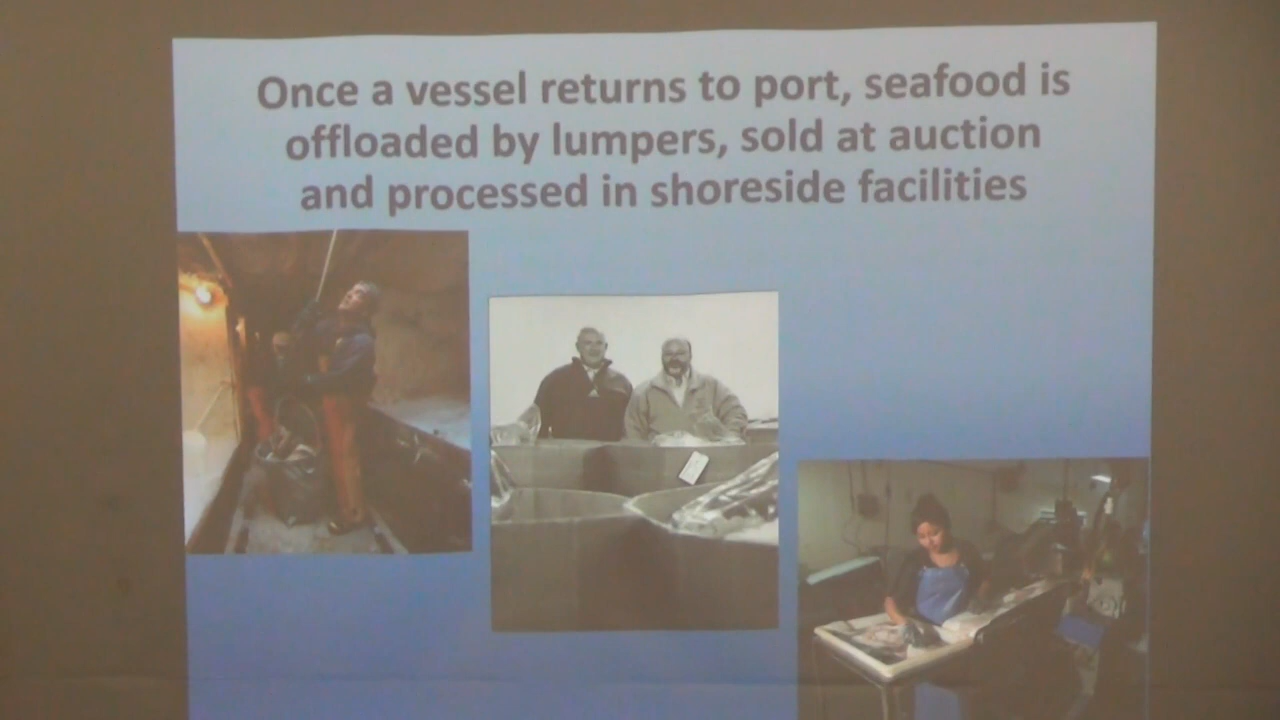 Once a vessel returns to port, seafood is
offloaded by lumpers, sold at auction
and processed in shoreside facilities